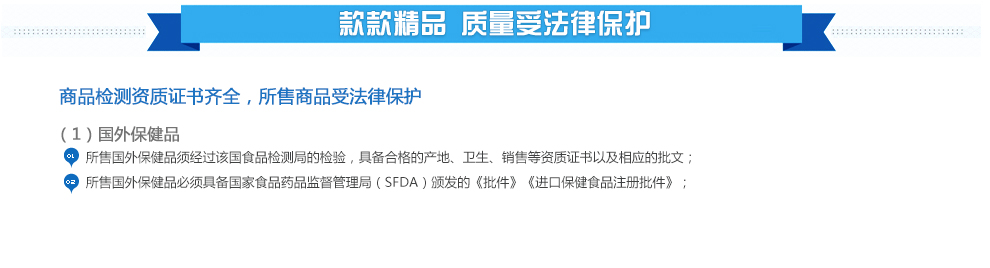 款款精品 质量受法律保护
商品检测资质证书齐全，所售商品受法律保护
（1）国外保健品
01 所售国外保健品须经过该国食品检测局的检验，具备合格的产地、卫生、销售等资质证书以及相应的批文；
02 所售国外保健品必须具备国家食品药品监督管理局（SFDA）颁发的《批件》《进口保健食品注册批件》；